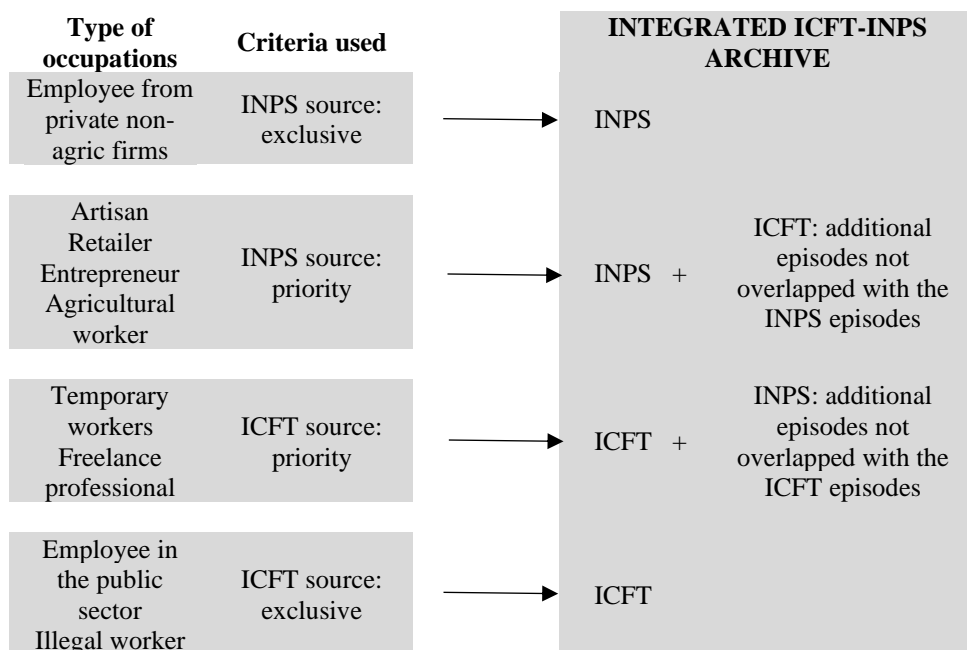 Type of
occupations
Criteria used
INTEGRATED ICFT-INPS
ARCHIVE
Employee from
private non-
agric firms
INPS source:
exclusive
INPS
Artisan
Retailer
Entrepreneur
Agricultural
worker
INPS source:
priority
INPS +
ICFT: additional
episodes not
overlapped with the
INPS episodes
Temporary
workers
Freelance
professional
ICFT source:
priority
ICFT +
INPS: additional
episodes not
overlapped with the
ICFT episodes
Employee in
the public
sector
Illegal worker
ICFT source:
exclusive
ICFT